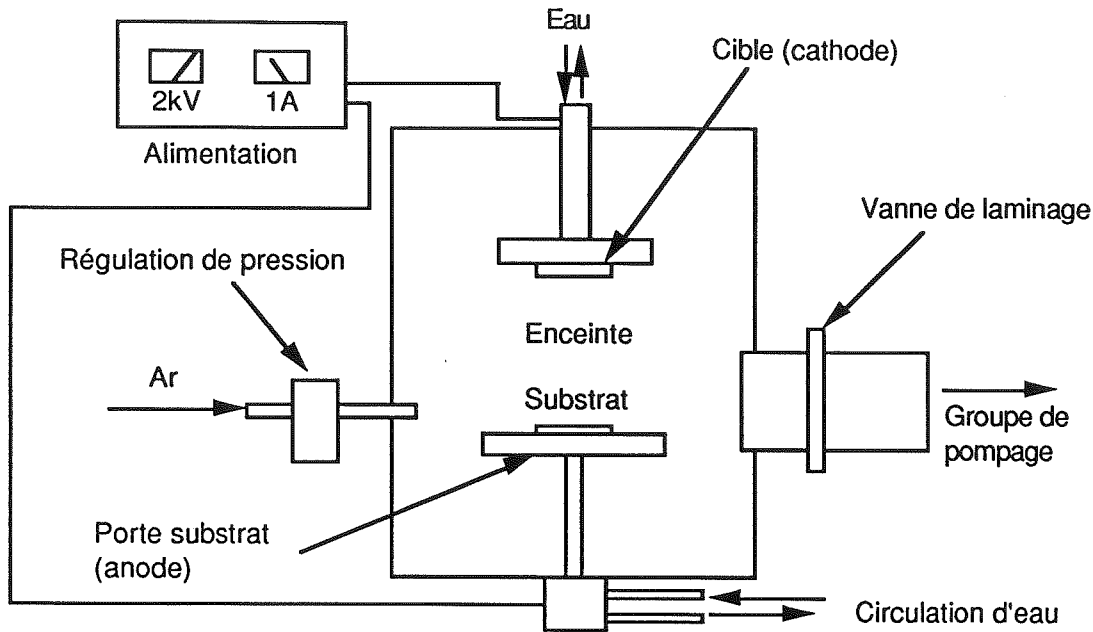 Eau
Cible (cathode)
2kV
1A
Alimentation
Vanne de laminage
Régulation de pression
Enceinte
Ar
Substrat
Groupe de
pompage
Porte substrat
(anode)
Circulation d'eau